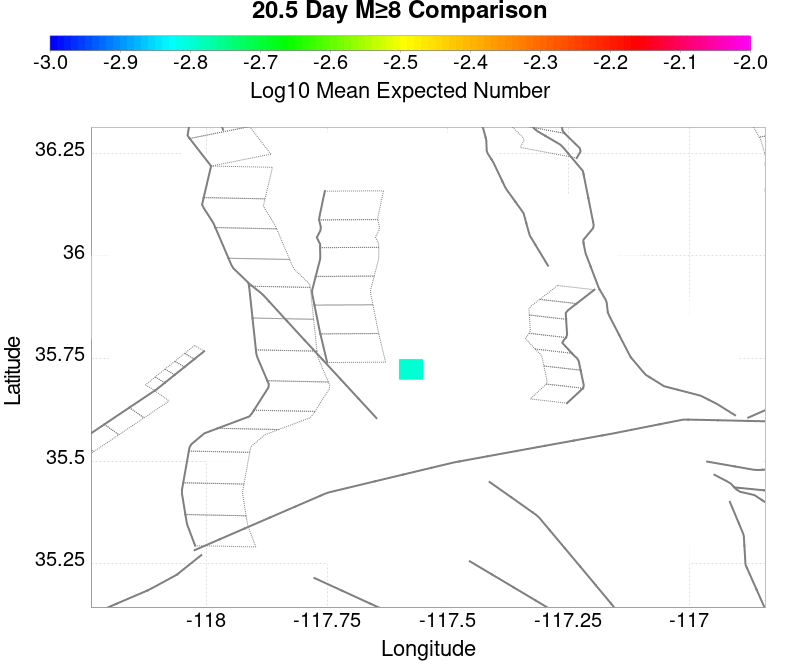 20.5 Day M≥8 Comparison
-3.0 -2.9 -2.8 -2.7 -2.6 -2.5 -2.4 -2.3 -2.2 -2.1 -2.0
Log10 Mean Expected Number
36.25
36
35.75
35.5
35.25
Latitude
-118 -117.75 -117.5 -117.25 -117
Longitude